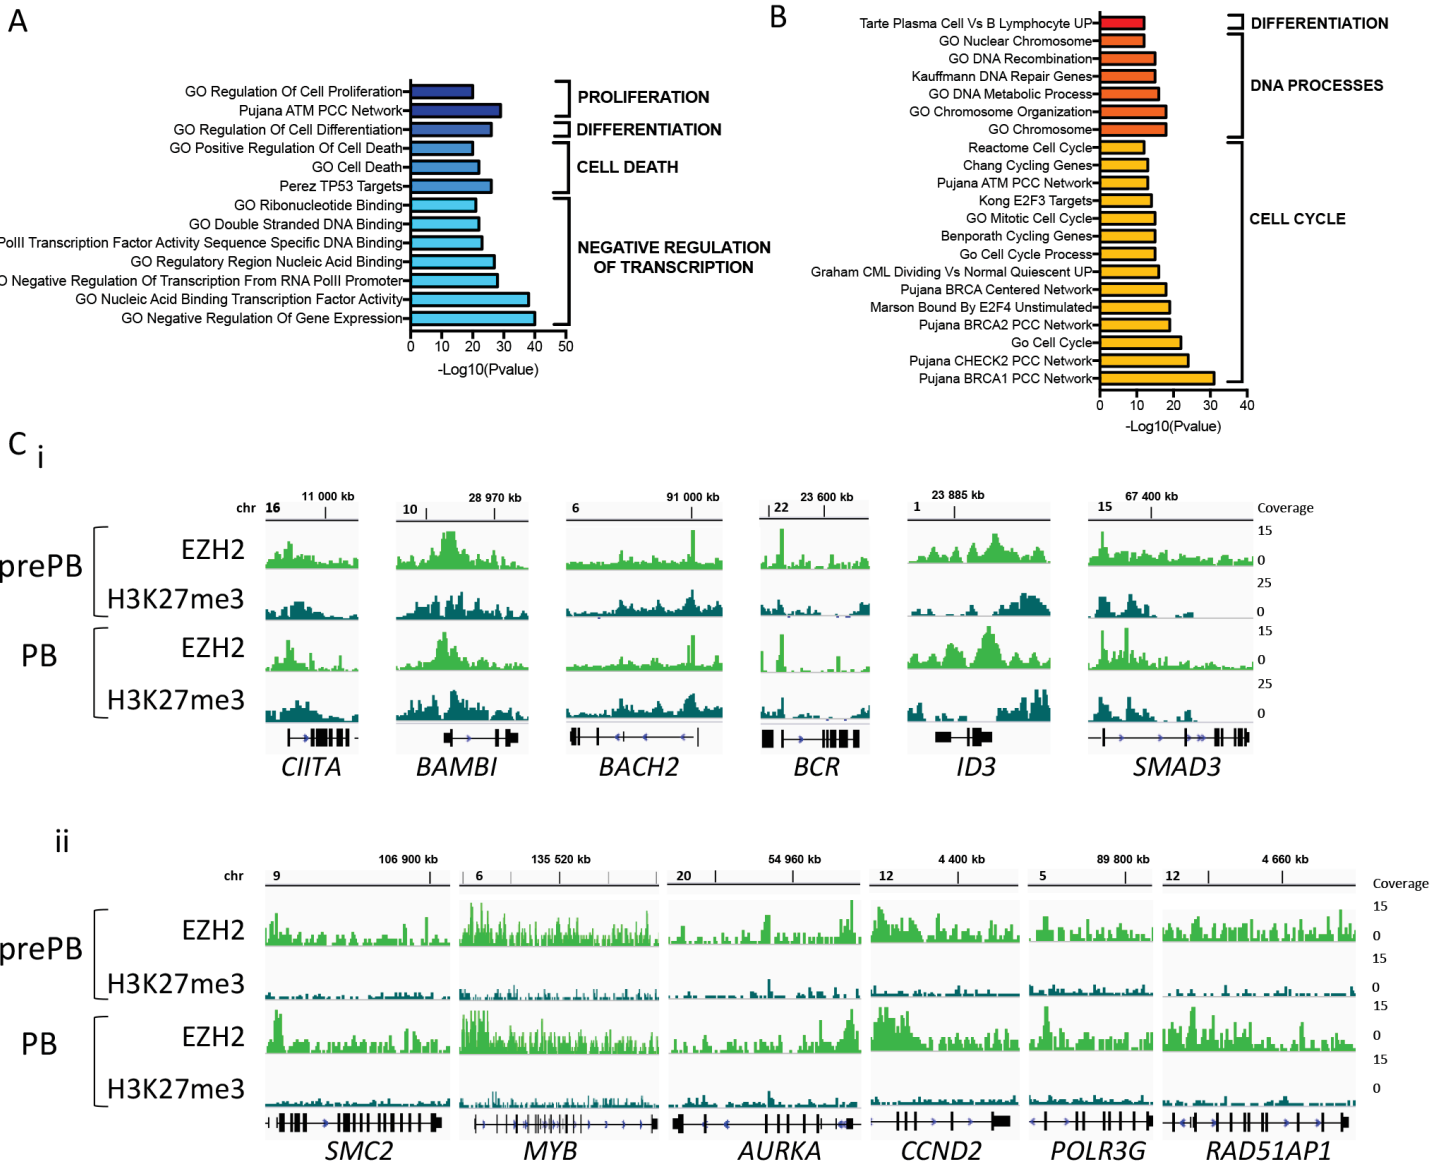 A
GO Regulation Of Cell Proliferation
Pujana ATM PCC Network
GO Regulation Of Cell Differentiation
GO Positive Regulation Of Cell Death
GO Cell Death
Perez TP53 Targets
GO Ribonucleotide Binding
GO Double Stranded DNA Binding
PolII Transcription Factor Activity Sequence Specific DNA Binding
GO Regulatory Region Nucleic Acid Binding
O Negative Regulation Of Transcription From RNA PolII Promoter
GO Nucleic Acid Binding Transcription Factor Activity
GO Negative Regulation Of Gene Expression
PROLIFERATION
DIFFERENTIATION
CELL DEATH
NEGATIVE REGULATION
OF TRANSCRIPTION
0 10 20 30 40 50
-Log10(Pvalue)
B
Tarte Plasma Cell Vs B Lymphocyte UP
GO Nuclear Chromosome
GO DNA Recombination
Kauffmann DNA Repair Genes
GO DNA Metabolic Process
GO Chromosome Organization
GO Chromosome
Reactome Cell Cycle
Chang Cycling Genes
Pujana ATM PCC Network
Kong E2F3 Targets
GO Mitotic Cell Cycle
Benporath Cycling Genes
Go Cell Cycle Process
Graham CML Dividing Vs Normal Quiescent UP
Pujana BRCA Centered Network
Marson Bound By E2F4 Unstimulated
Pujana BRCA2 PCC Network
Go Cell Cycle
Pujana CHECK2 PCC Network
Pujana BRCA1 PCC Network
DIFFERENTIATION
DNA PROCESSES
CELL CYCLE
0 10 20 30 40
-Log10(Pvalue)
C
i
11 000 kb 28 970 kb 91 000 kb 23 600 kb 23 885 kb 67 400 kb
chr 16 10 6 22 1 15 Coverage
prePB
EZH2 15 0
H3K27me3 25 0
PB
EZH2 15 0
H3K27me3 25 0
CIITA BAMBI BACH2 BCR ID3 SMAD3
ii
106 900 kb 135 520 kb 54 960 kb 4 400 kb 89 800 kb 4 660 kb
chr 9 6 20 12 5 12 Coverage
prePB
EZH2 15 0
H3K27me3 15 0
PB
EZH2 15 0
H3K27me3 15 0
SMC2 MYB AURKA CCND2 POLR3G RAD51AP1